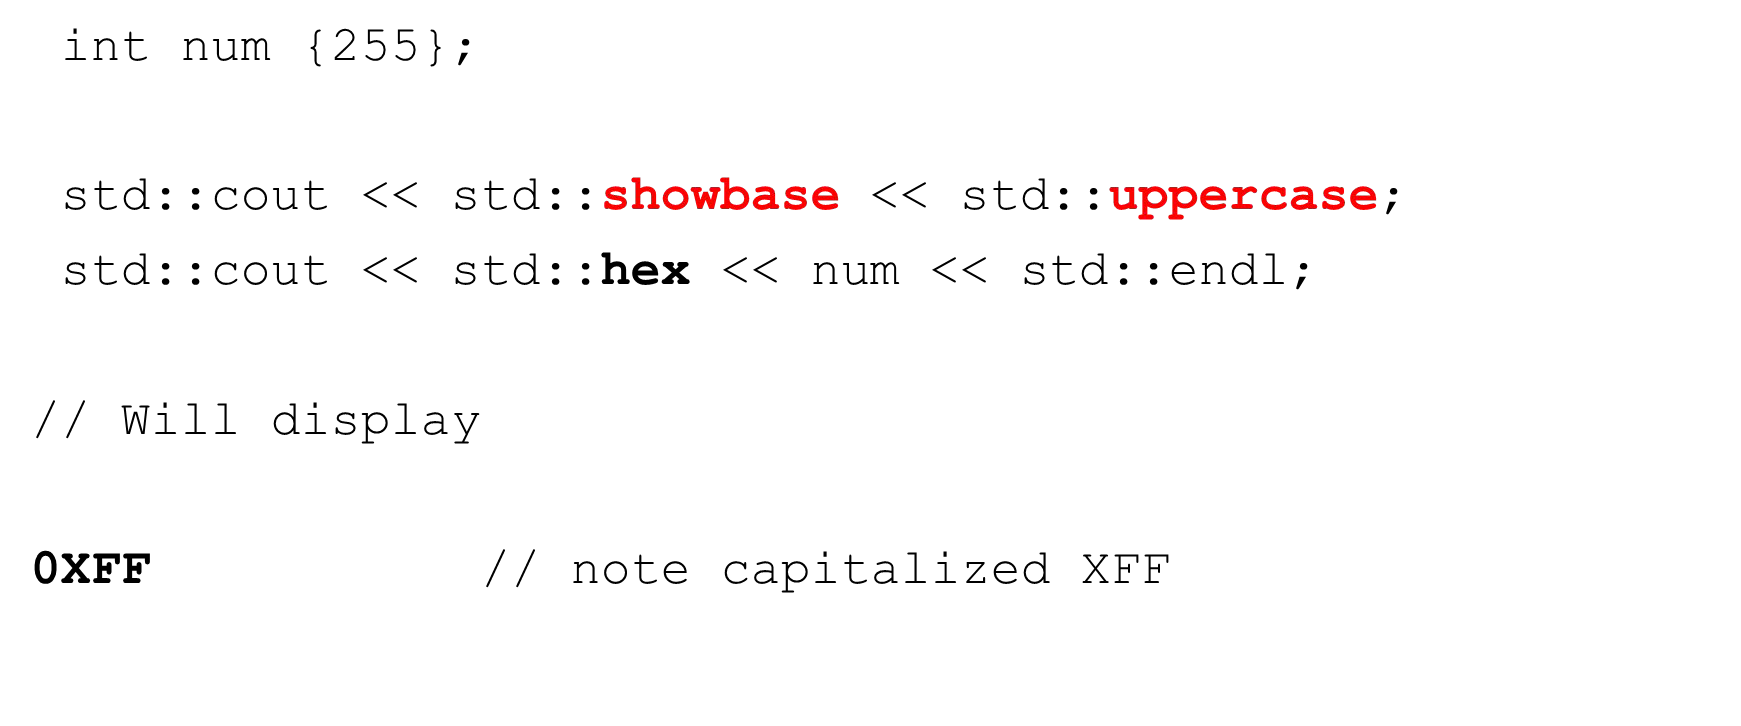 int num {255};
std::cout << std::showbase << std::uppercase;
std::cout << std::hex << num << std::endl;
// Will display
0XFF // note capitalized XFF